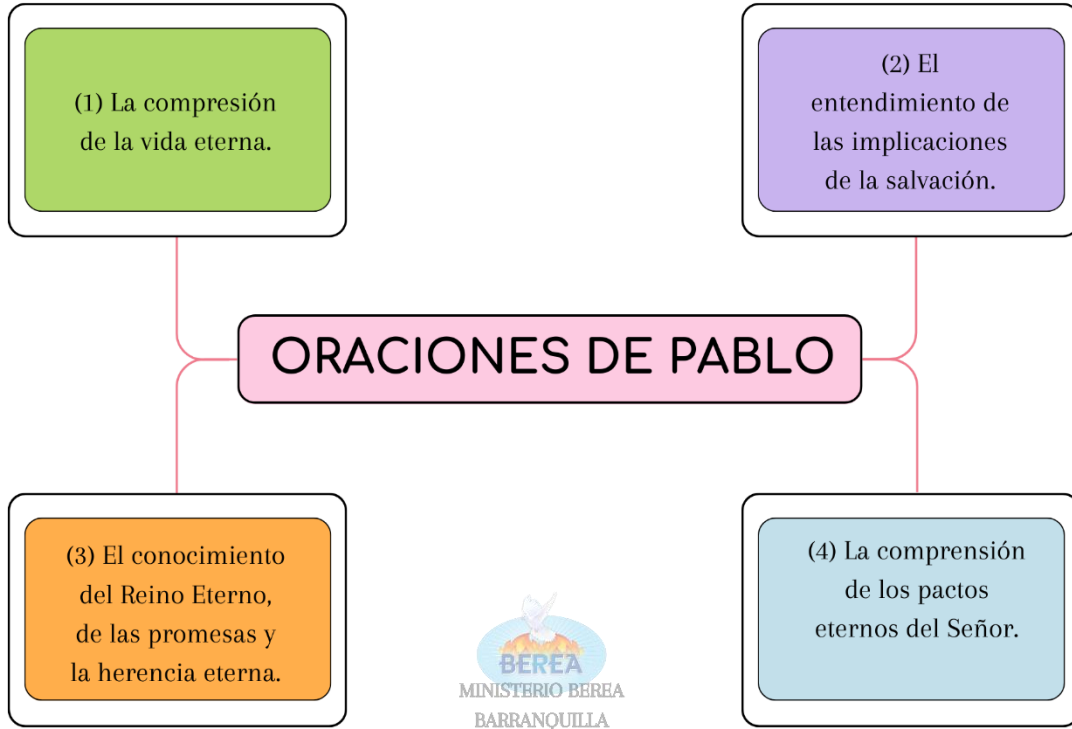 (1) La compresión
de la vida eterna.
(2) El
entendimiento de
las implicaciones
de la salvación.
ORACIONES DE PABLO
(3) El conocimiento
del Reino Eterno,
de las promesas y
la herencia eterna.
(4) La comprensión
de los pactos
eternos del Señor.
BEREA
MINISTERIO BEREA
BARRANQUILLA